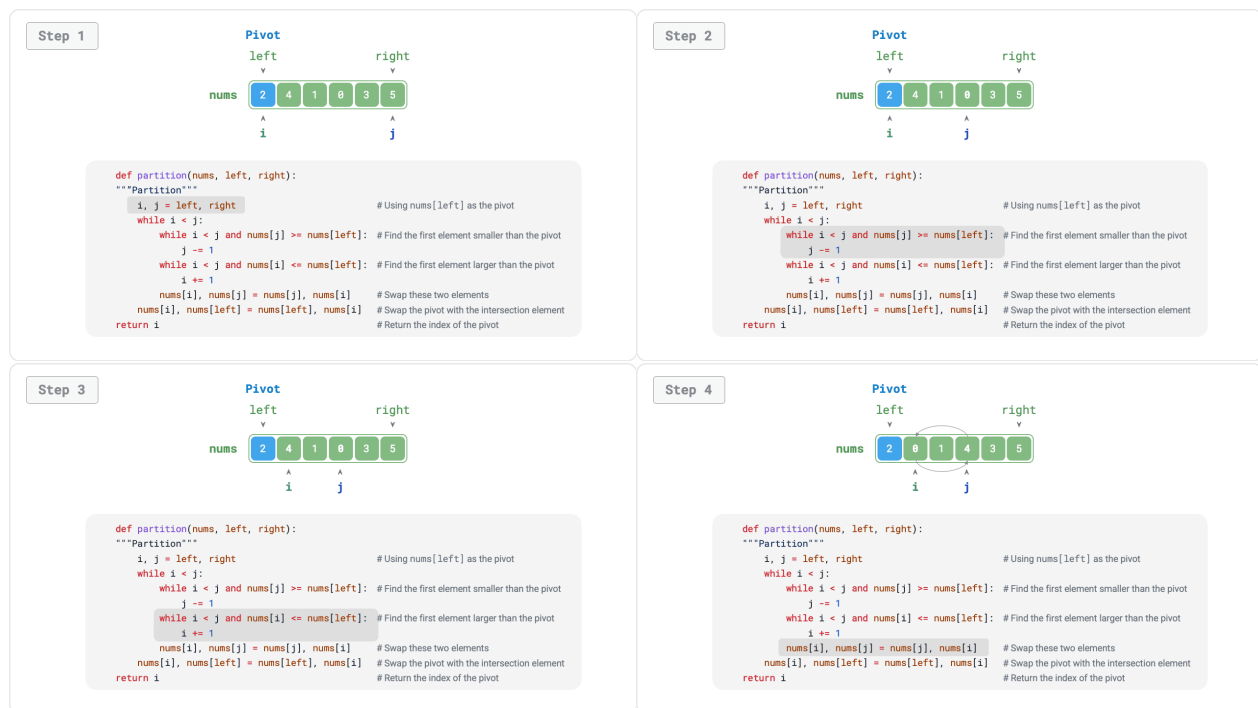 Step 1
Pivot
left right
nums 2 4 1 0 3 5
i j
def partition(nums, left, right):
"""Partition"""
i, j = left, right # Using nums[left] as the pivot
while i < j:
while i < j and nums[j] >= nums[left]: # Find the first element smaller than the pivot
j -= 1
while i < j and nums[i] <= nums[left]: # Find the first element larger than the pivot
i += 1
nums[i], nums[j] = nums[j], nums[i] # Swap these two elements
nums[i], nums[left] = nums[left], nums[i] # Swap the pivot with the intersection element
return i # Return the index of the pivot
Step 2
Pivot
left right
nums 2 4 1 0 3 5
i j
def partition(nums, left, right):
"""Partition"""
i, j = left, right # Using nums[left] as the pivot
while i < j:
while i < j and nums[j] >= nums[left]: # Find the first element smaller than the pivot
j -= 1
while i < j and nums[i] <= nums[left]: # Find the first element larger than the pivot
i += 1
nums[i], nums[j] = nums[j], nums[i] # Swap these two elements
nums[i], nums[left] = nums[left], nums[i] # Swap the pivot with the intersection element
return i # Return the index of the pivot
Step 3
Pivot
left right
nums 2 4 1 0 3 5
i j
def partition(nums, left, right):
"""Partition"""
i, j = left, right # Using nums[left] as the pivot
while i < j:
while i < j and nums[j] >= nums[left]: # Find the first element smaller than the pivot
j -= 1
while i < j and nums[i] <= nums[left]: # Find the first element larger than the pivot
i += 1
nums[i], nums[j] = nums[j], nums[i] # Swap these two elements
nums[i], nums[left] = nums[left], nums[i] # Swap the pivot with the intersection element
return i # Return the index of the pivot
Step 4
Pivot
left right
nums 2 0 1 4 3 5
i j
def partition(nums, left, right):
"""Partition"""
i, j = left, right # Using nums[left] as the pivot
while i < j:
while i < j and nums[j] >= nums[left]: # Find the first element smaller than the pivot
j -= 1
while i < j and nums[i] <= nums[left]: # Find the first element larger than the pivot
i += 1
nums[i], nums[j] = nums[j], nums[i] # Swap these two elements
nums[i], nums[left] = nums[left], nums[i] # Swap the pivot with the intersection element
return i # Return the index of the pivot